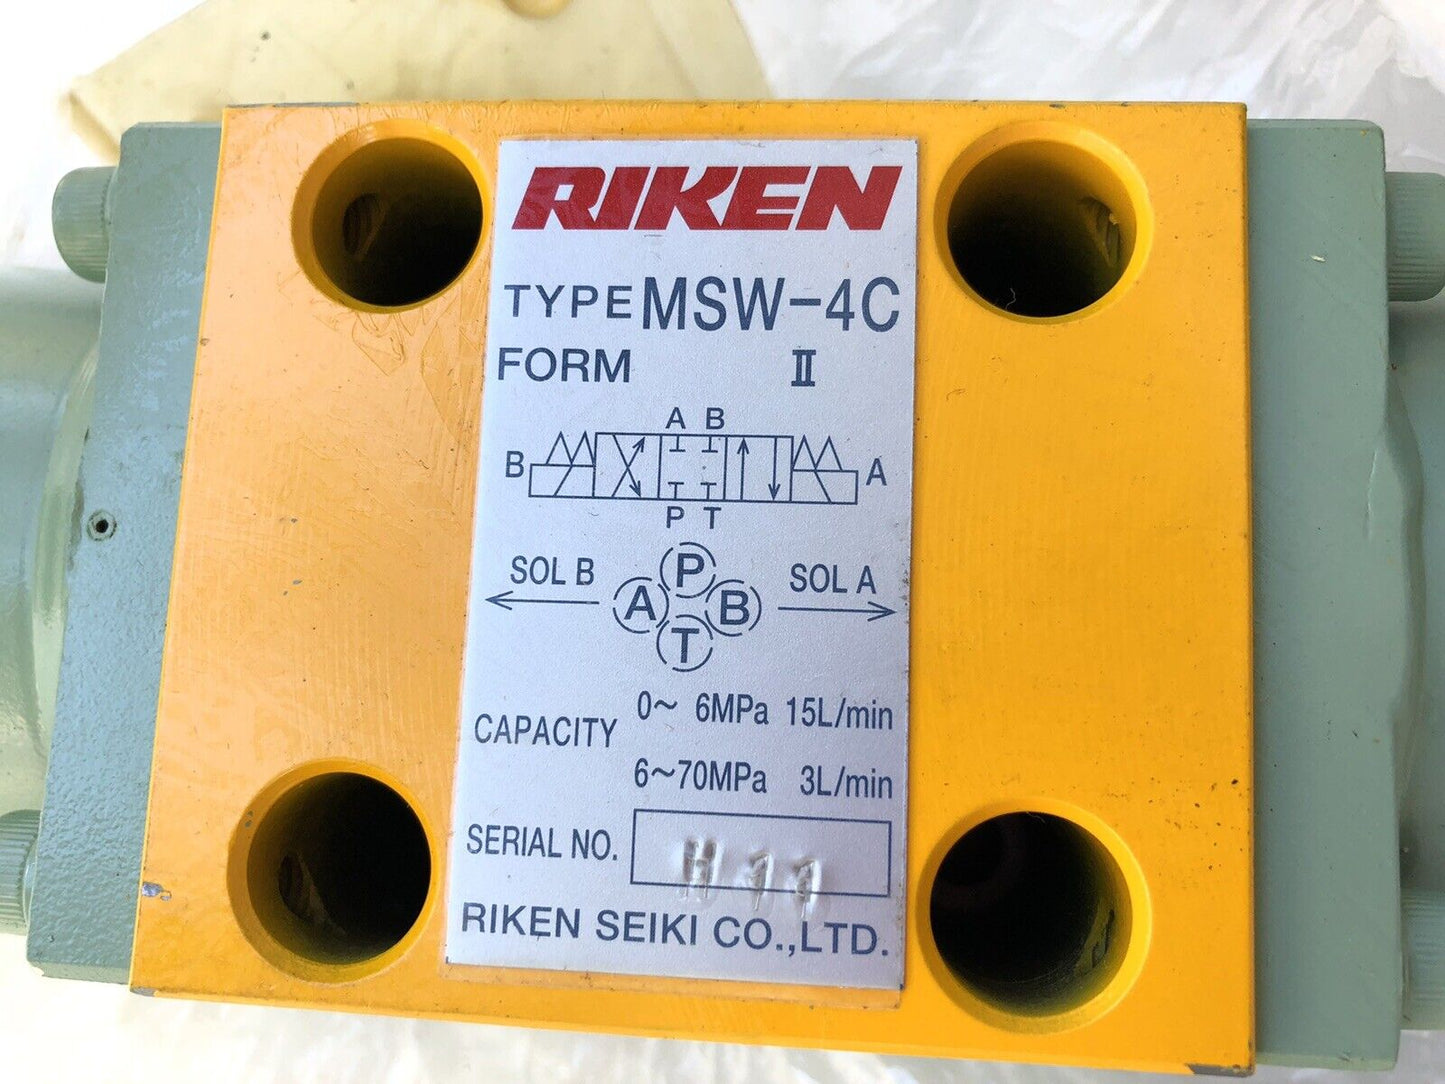 RIKEN
TYPE MSW-4C
FORM II
A B
B A
P T
SOL B P SOL A
A B
T
CAPACITY 0~ 6MPa 15L/min
6~70MPa 3L/min
SERIAL NO.
RIKEN SEIKI CO.,LTD.